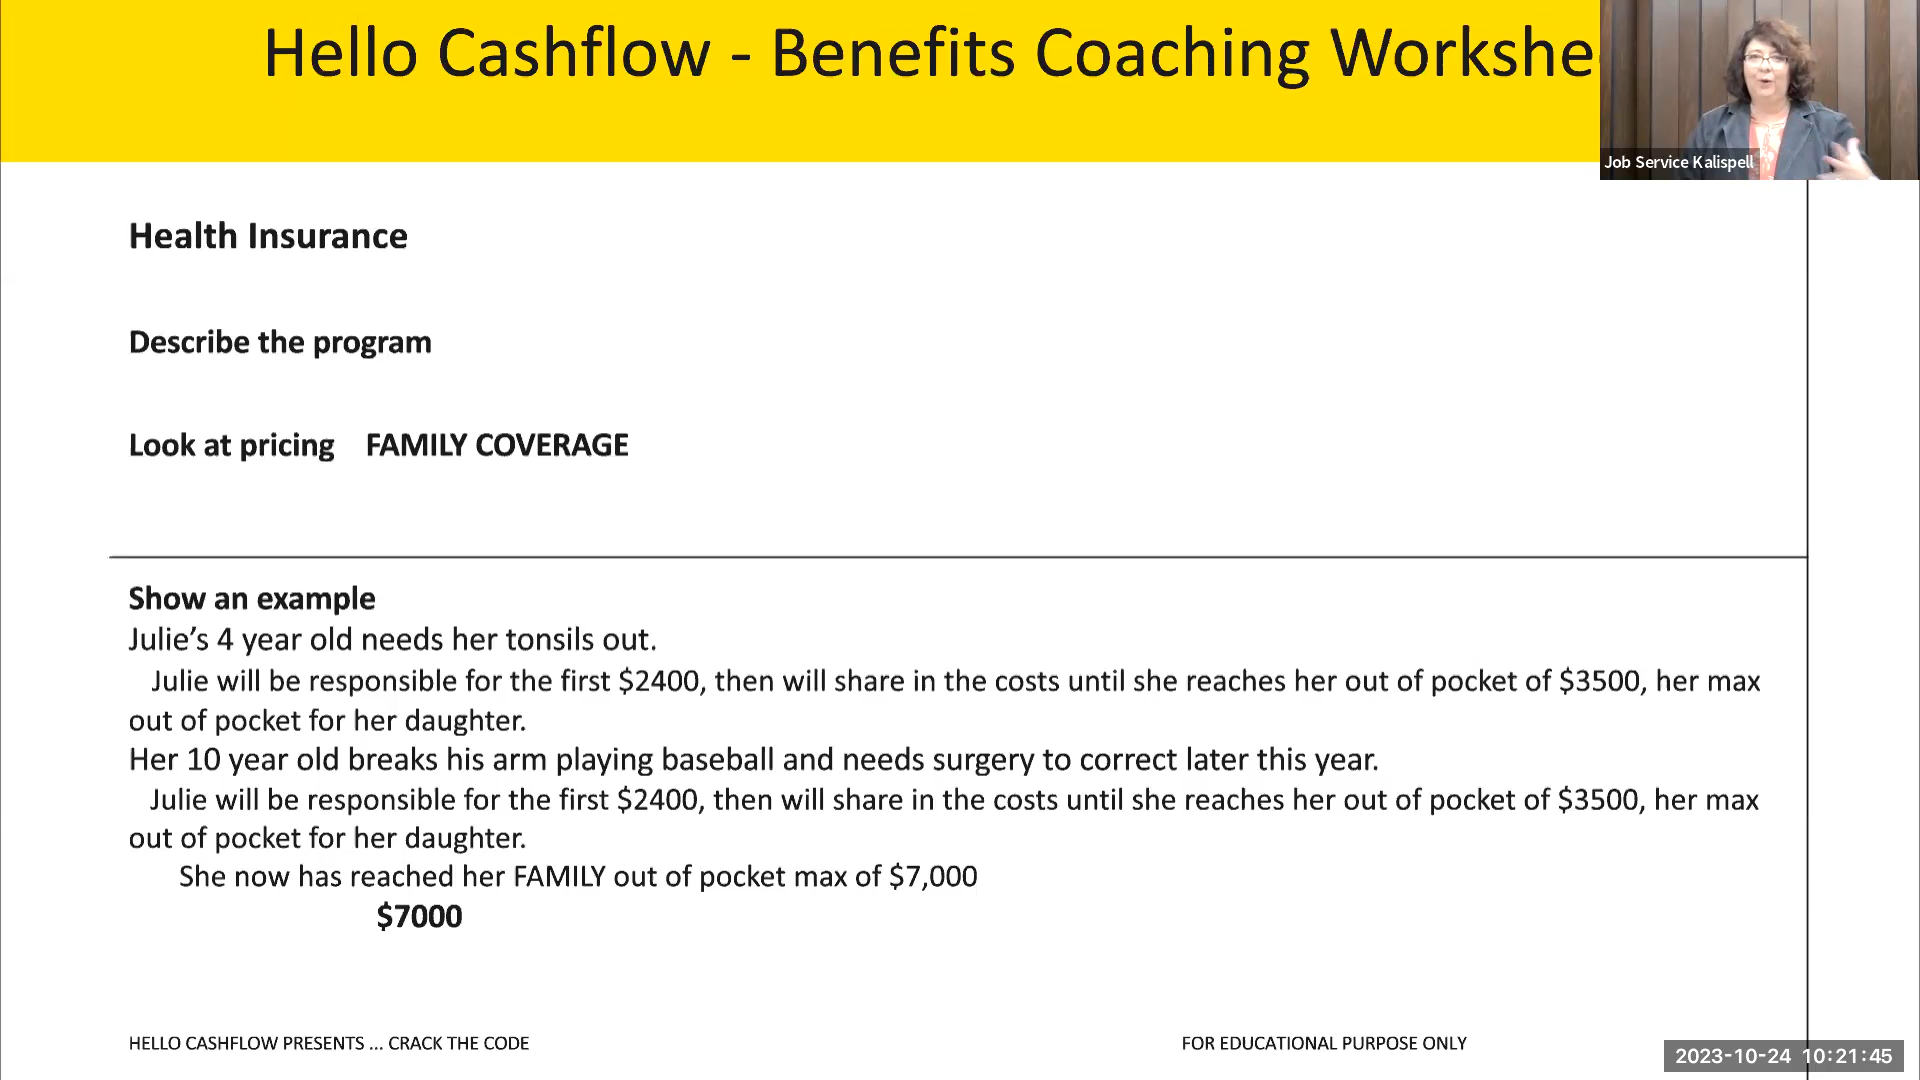 Hello Cashflow - Benefits Coaching
Job Service Kalispell
Health Insurance
Describe the program
Look at pricing FAMILY COVERAGE
Show an example
Julie’s 4 year old needs her tonsils out.
Julie will be responsible for the first $2400, then will share in the costs until she reaches her out of pocket of $3500, her max
out of pocket for her daughter.
Her 10 year old breaks his arm playing baseball and needs surgery to correct later this year.
Julie will be responsible for the first $2400, then will share in the costs until she reaches her out of pocket of $3500, her max
out of pocket for her daughter.
She now has reached her FAMILY out of pocket max of $7,000
$7000
HELLO CASHFLOW PRESENTS ... CRACK THE CODE
FOR EDUCATIONAL PURPOSE ONLY
2023-10-24 10:21:45